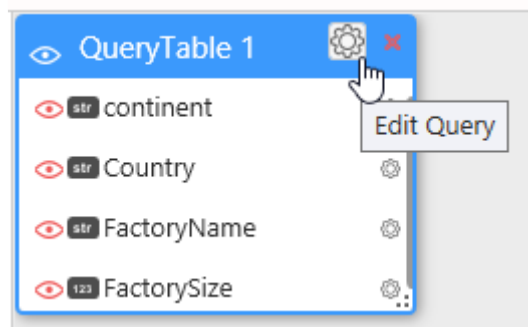 QueryTable 1
str continent
Edit Query
str Country
str FactoryName
123 FactorySize